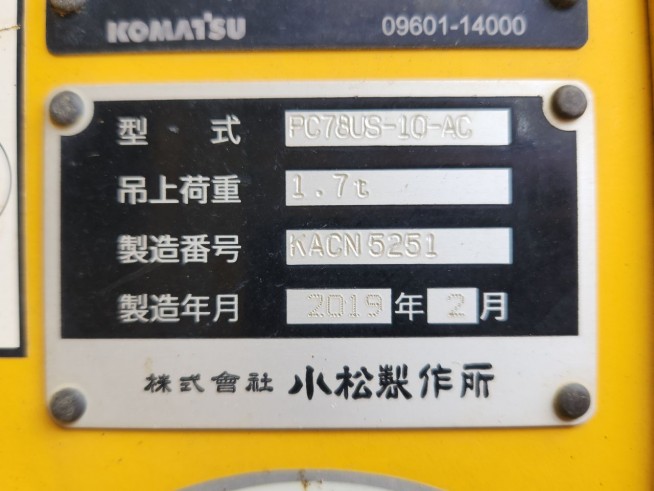 KOMATSU 09601-14000
型 式 PC78US-10-AC
吊上荷重 1.7t
製造番号 KACN5251
製造年月 2019年2月
株式會社 小松製作所